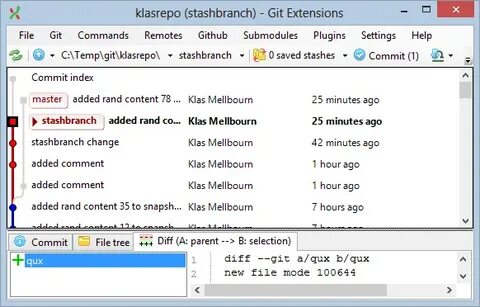 klasrepo (stashbranch) - Git Extensions
File Git Commands Remotes Github Submodules Plugins Settings Help
C:\Temp\git\klasrepo\ stashbranch 0 saved stashes Commit (1)
Commit index
master added rand content 78 ... Klas Mellbourn 25 minutes ago
stashbranch added rand co... Klas Mellbourn 25 minutes ago
stashbranch change Klas Mellbourn 42 minutes ago
added comment Klas Mellbourn 1 hour ago
added comment Klas Mellbourn 1 hour ago
added rand content 35 to snapsh... Klas Mellbourn 7 hours ago
added rand content 12 to snapsh... Klas Mellbourn 7 hours ago
Commit File tree Diff (A: parent --> B: selection)
qux
1 diff --git a/qux b/qux
2 new file mode 100644